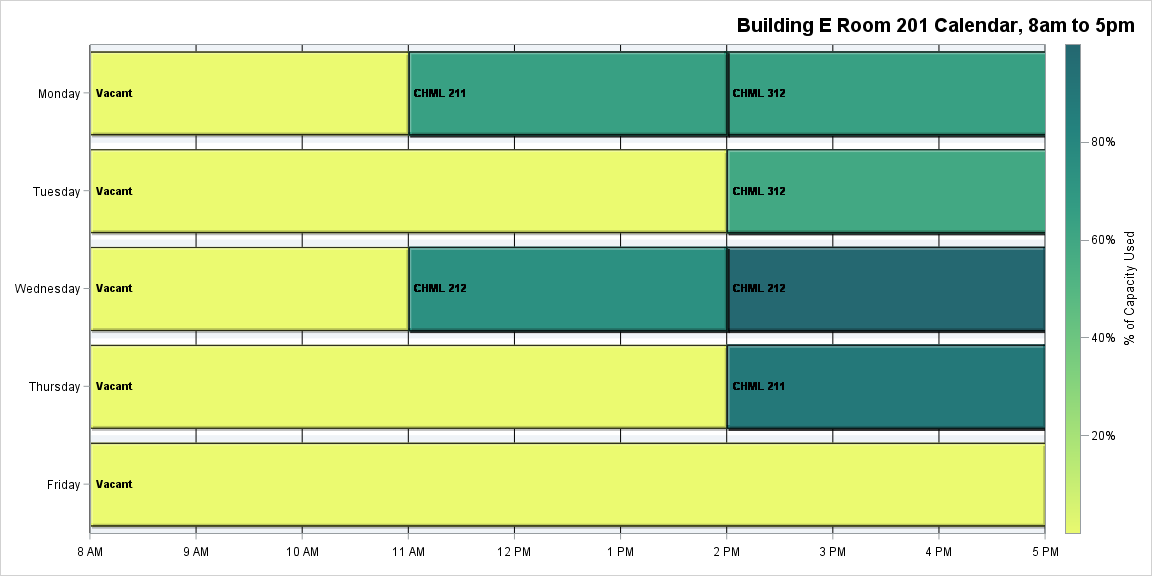 Building E Room 201 Calendar, 8am to 5pm
Monday
Vacant
CHML 211
CHML 312
Tuesday
Vacant
CHML 312
Wednesday
Vacant
CHML 212
CHML 212
Thursday
Vacant
CHML 211
Friday
Vacant
8 AM
9 AM
10 AM
11 AM
12 PM
1 PM
2 PM
3 PM
4 PM
5 PM
80%
60%
40%
20%
% of Capacity Used